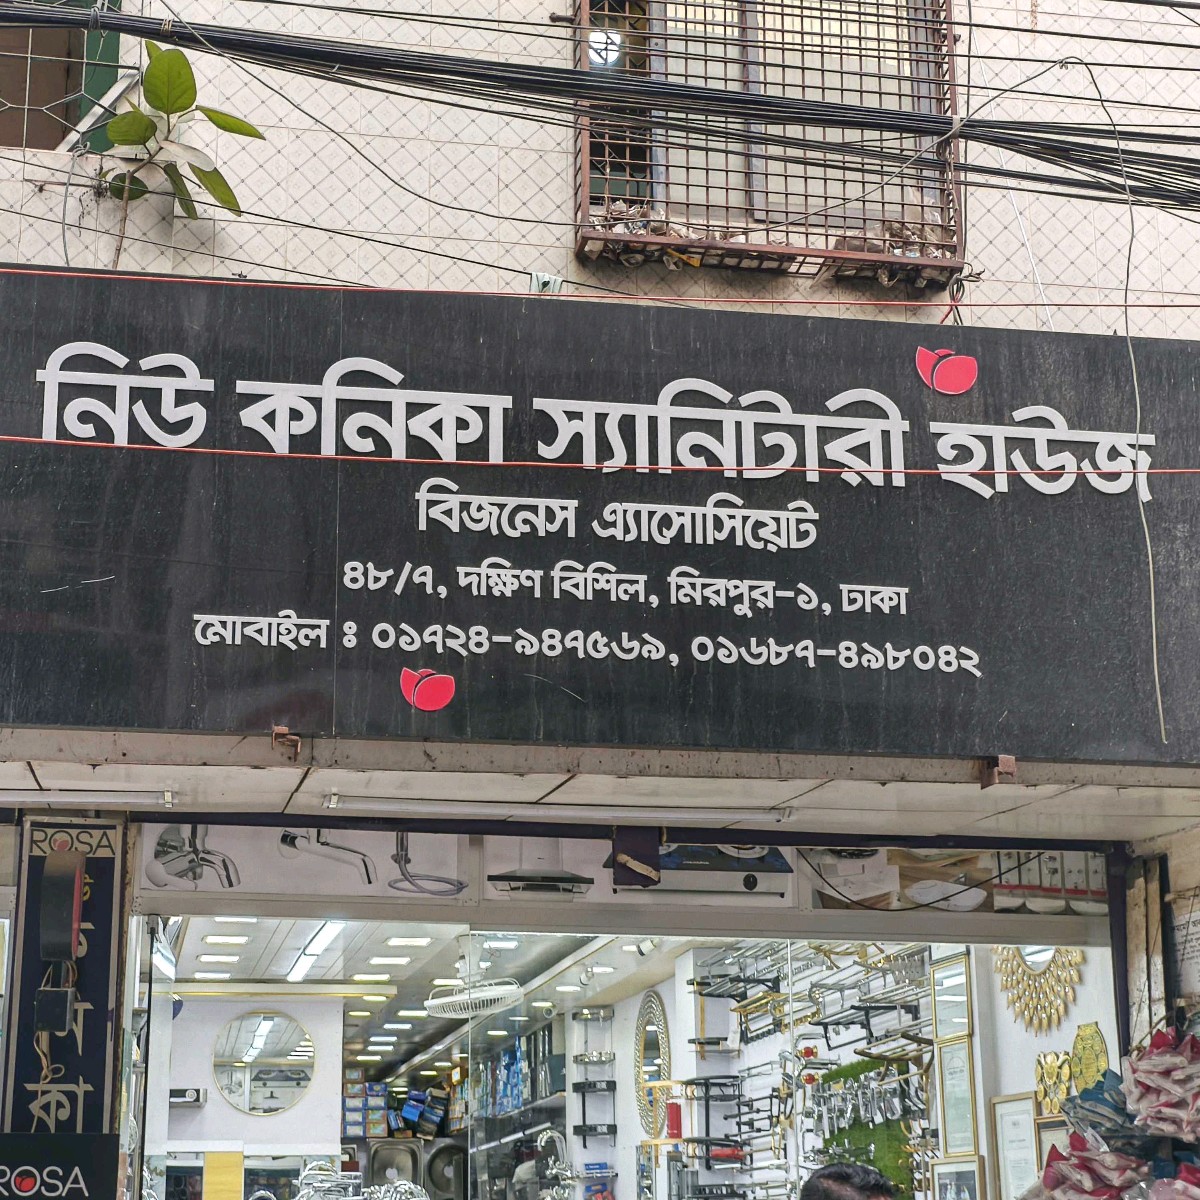 নিউ কনিকা স্যানিটারী হাউজ
বিজনেস এ্যাসোসিয়েট
৪৮/৭, দক্ষিণ বিশিল, মিরপুর-১, ঢাকা
মোবাইল ঃ ০১৭২৪-৯৪৭৫৬৯, ০১৬৮৭-৪৯৮০৪২
ROSA
ROSA